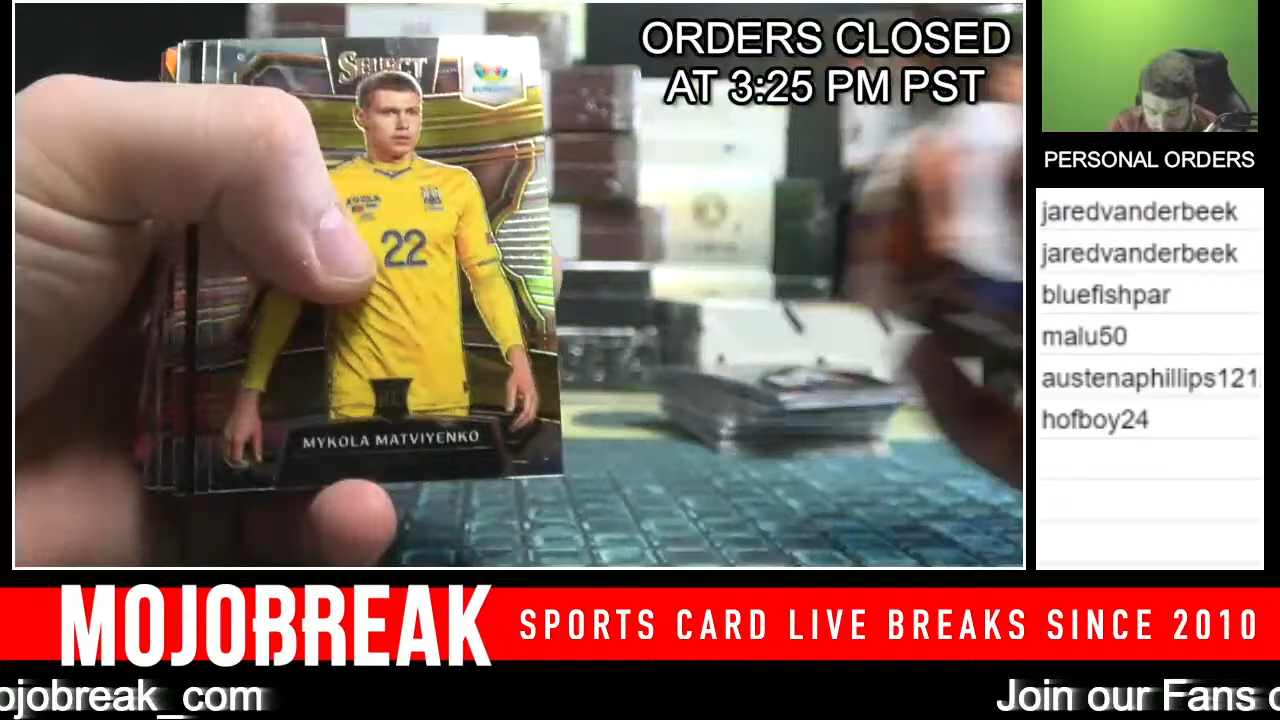 ORDERS CLOSED
AT 3:25 PM PST
SELECT
22
MYKOLA MATVIYENKO
PERSONAL ORDERS
jaredvanderbeek
jaredvanderbeek
bluefishpar
malu50
austenaphillips121
hofboy24
MOJOBREAK
SPORTS CARD LIVE BREAKS SINCE 2010
ojobreak_com
Join our Fans